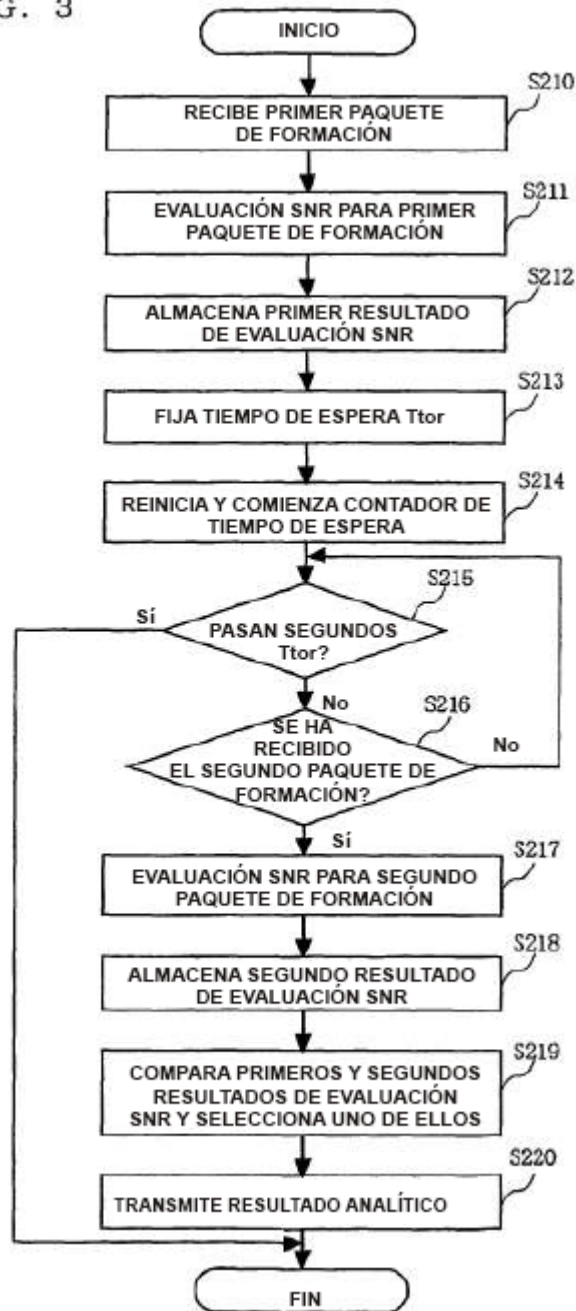 G. 3
INICIO
S210
RECIBE PRIMER PAQUETE
DE FORMACIÓN
S211
EVALUACIÓN SNR PARA PRIMER
PAQUETE DE FORMACIÓN
S212
ALMACENA PRIMER RESULTADO
DE EVALUACIÓN SNR
S213
FIJA TIEMPO DE ESPERA Ttor
S214
REINICIA Y COMIENZA CONTADOR DE
TIEMPO DE ESPERA
S215
Sí
PASAN SEGUNDOS
Ttor?
No
S216
SE HA
RECIBIDO
EL SEGUNDO PAQUETE DE
FORMACIÓN?
No
Sí
S217
EVALUACIÓN SNR PARA SEGUNDO
PAQUETE DE FORMACIÓN
S218
ALMACENA SEGUNDO RESULTADO
DE EVALUACIÓN SNR
S219
COMPARA PRIMEROS Y SEGUNDOS
RESULTADOS DE EVALUACIÓN
SNR Y SELECCIONA UNO DE ELLOS
S220
TRANSMITE RESULTADO ANALÍTICO
FIN